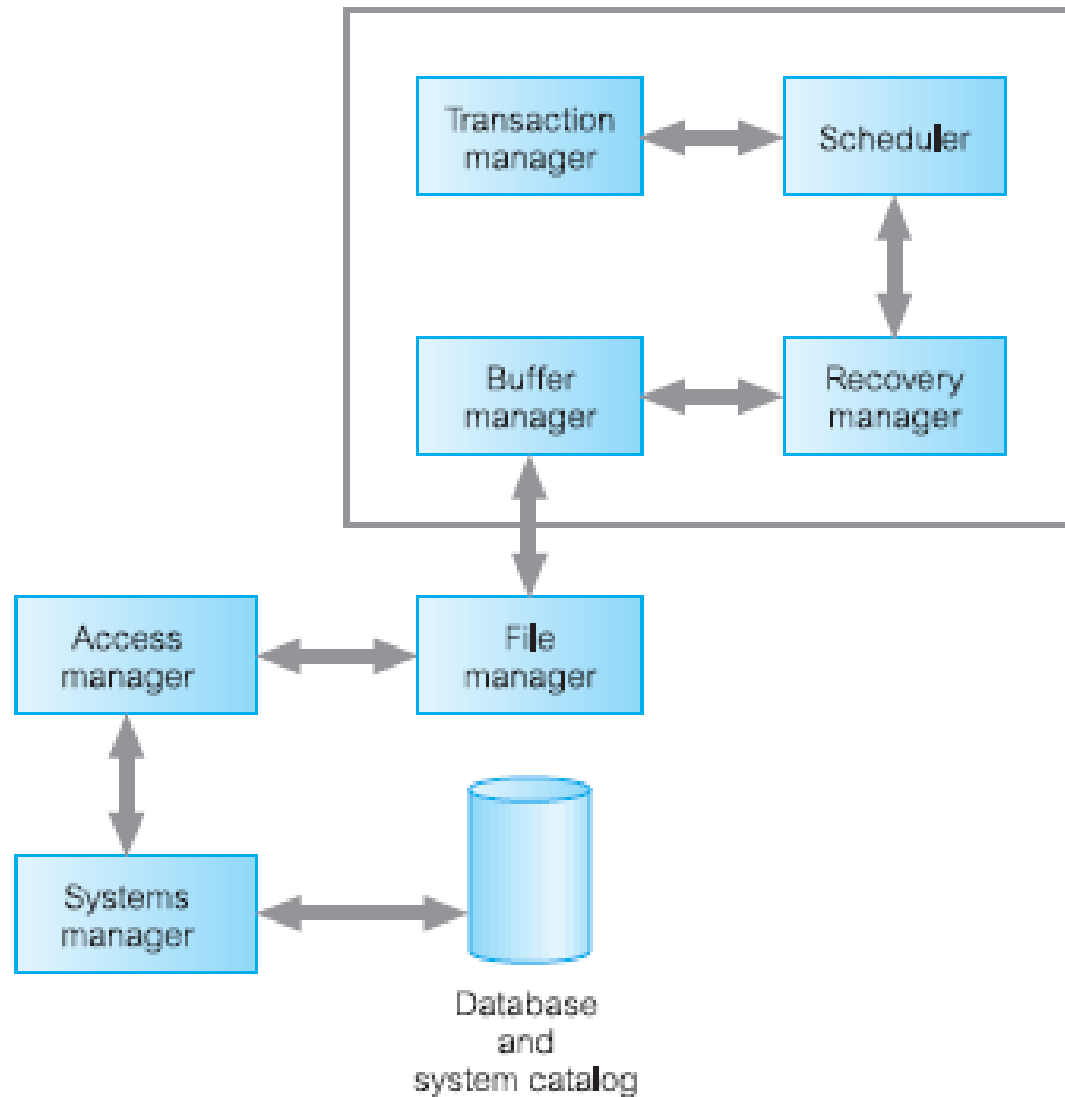 Transaction
manager
Scheduler
Buffer
manager
Recovery
manager
Access
manager
File
manager
Systems
manager
Database
and
system catalog